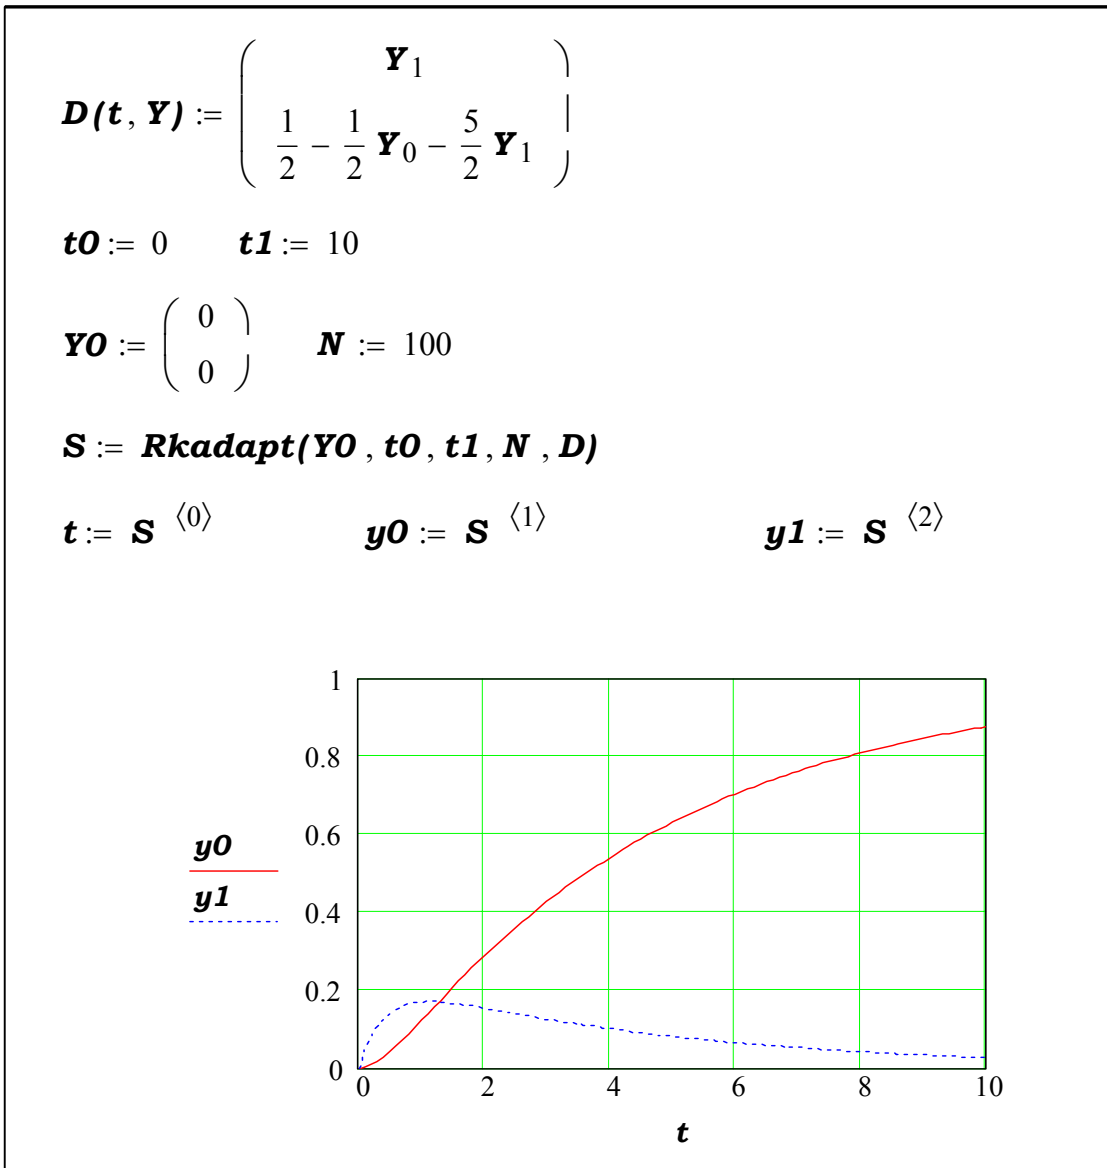 Y1
D(t, Y) := 1/2 − 1/2 Y0 − 5/2 Y1
t0 := 0 t1 := 10
0
Y0 := N := 100
0
S := Rkadapt(Y0 , t0 , t1 , N , D)
t := S ⟨0⟩ y0 := S ⟨1⟩ y1 := S ⟨2⟩
1
0.8
0.6
y0
y1
0.4
0.2
0
0 2 4 6 8 10
t